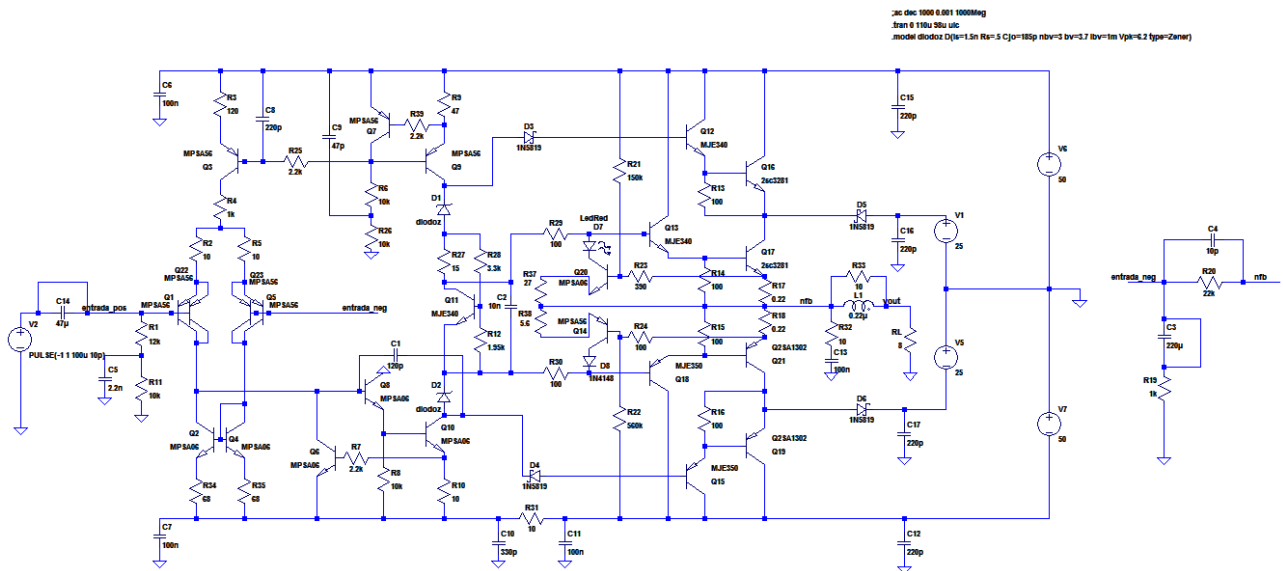 ;ac dec 1000 0.001 1000Meg
.tran 0 110u 98u uic
.model diodoz D(Is=1.5n Rs=.5 Cjo=185p nbv=3 bv=3.7 Ibv=1m Vpk=6.2 type=Zener)
C6
100n
R3
120
C8
220p
C9
47p
MPSA56
Q7
R39
2.2k
R9
47
MPSA56
Q3
R25
2.2k
MPSA56
Q9
D3
1N5819
Q12
MJE340
C15
220p
V6
50
R4
1k
R6
10k
R26
10k
D1
diodoz
R21
150k
R13
100
Q16
2sc3281
R2
10
R5
10
Q22
MPSA56
Q23
MPSA56
Q1
MPSA56
Q5
MPSA56
R27
15
R28
3.3k
R29
100
LedRed
D7
Q13
MJE340
Q17
2sc3281
D5
1N5819
C16
220p
V1
25
C4
10p
entrada_neg
R20
22k
nfb
C14
47µ
entrada_pos
entrada_neg
V2
PULSE(-1 1 100u 10p)
R1
12k
C5
2.2n
R11
10k
Q11
MJE340
C2
10n
R12
1.95k
R37
27
R38
5.6
Q20
MPSA06
R23
390
MPSA56
Q14
R24
100
R14
100
R15
100
R17
0.22
R18
0.22
nfb
R33
10
L1
0.22µ
vout
R32
10
C13
100n
RL
8
C3
220µ
R19
1k
C1
120p
Q8
MPSA06
D2
diodoz
R30
100
D8
1N4148
MJE350
Q18
Q2SA1302
Q21
V5
25
Q2
MPSA06
Q4
MPSA06
Q6
MPSA06
R7
2.2k
R8
10k
Q10
MPSA06
R22
560k
R16
100
Q2SA1302
Q19
D6
1N5819
C17
220p
V7
50
R34
68
R35
68
R10
10
D4
1N5819
MJE350
Q15
C7
100n
C10
330p
R31
10
C11
100n
C12
220p